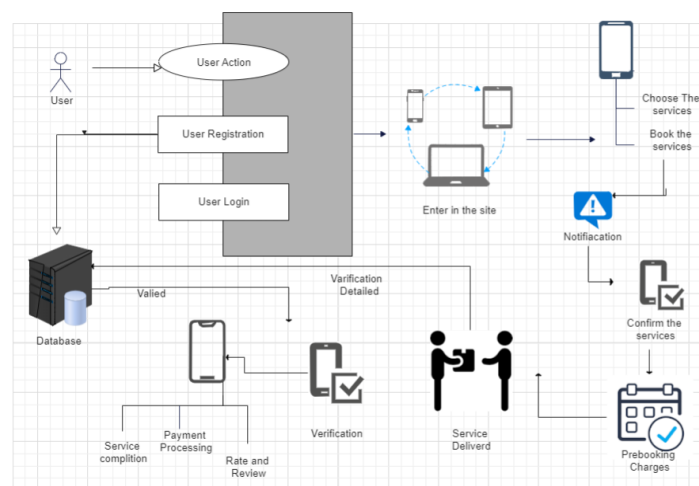 User Action
User
User Registration
User Login
Choose The
services
Book the
services
Enter in the site
Notifiacation
Varification
Detailed
Valied
Database
Confirm the
services
Service
complition
Payment
Processing
Rate and
Review
Verification
Service
Deliverd
Prebooking
Charges